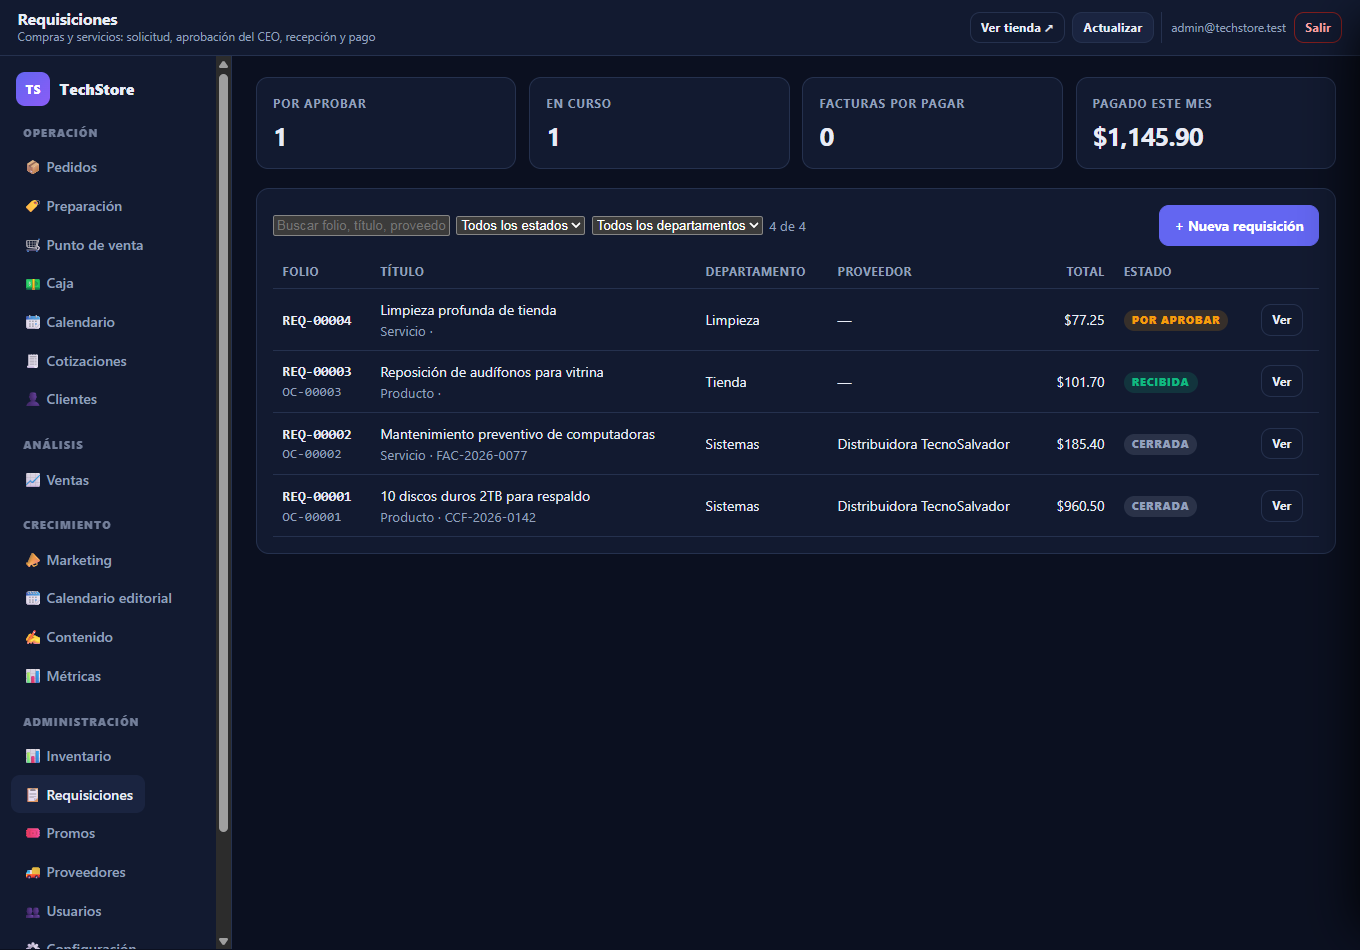 Requisiciones
Compras y servicios: solicitud, aprobación del CEO, recepción y pago
Ver tienda ↗
Actualizar
admin@techstore.test
Salir
TS
TechStore
OPERACIÓN
Pedidos
Preparación
Punto de venta
Caja
Calendario
Cotizaciones
Clientes
ANÁLISIS
Ventas
CRECIMIENTO
Marketing
Calendario editorial
Contenido
Métricas
ADMINISTRACIÓN
Inventario
Requisiciones
Promos
Proveedores
Usuarios
Configuración
POR APROBAR
1
EN CURSO
1
FACTURAS POR PAGAR
0
PAGADO ESTE MES
$1,145.90
Buscar folio, título, proveedo
Todos los estados
Todos los departamentos
4 de 4
+ Nueva requisición
FOLIO TÍTULO DEPARTAMENTO PROVEEDOR TOTAL ESTADO
REQ-00004 Limpieza profunda de tienda Limpieza — $77.25 POR APROBAR Ver
Servicio ·
REQ-00003 Reposición de audífonos para vitrina Tienda — $101.70 RECIBIDA Ver
OC-00003 Producto ·
REQ-00002 Mantenimiento preventivo de computadoras Sistemas Distribuidora TecnoSalvador $185.40 CERRADA Ver
OC-00002 Servicio · FAC-2026-0077
REQ-00001 10 discos duros 2TB para respaldo Sistemas Distribuidora TecnoSalvador $960.50 CERRADA Ver
OC-00001 Producto · CCF-2026-0142